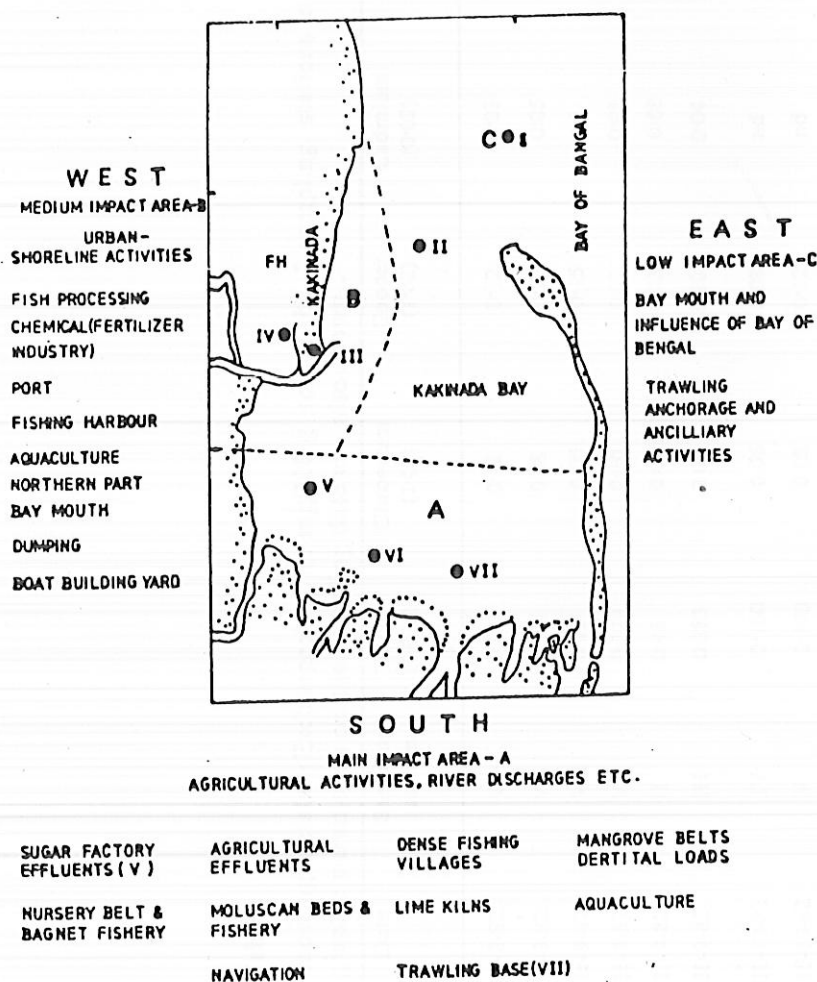 C I
BAY OF BANGAL
WEST
MEDIUM IMPACT AREA-B
URBAN-
SHORELINE ACTIVITIES
FISH PROCESSING
CHEMICAL(FERTILIZER
INDUSTRY)
PORT
FISHING HARBOUR
AQUACULTURE
NORTHERN PART
BAY MOUTH
DUMPING
BOAT BUILDING YARD
II
FH
KAKINADA
B
IV
III
KAKINADA BAY
V
A
VI
VII
EAST
LOW IMPACT AREA-C
BAY MOUTH AND
INFLUENCE OF BAY OF
BENGAL
TRAWLING
ANCHORAGE AND
ANCILLIARY
ACTIVITIES
SOUTH
MAIN IMPACT AREA-A
AGRICULTURAL ACTIVITIES, RIVER DISCHARGES ETC.
SUGAR FACTORY
EFFLUENTS(V)
AGRICULTURAL
EFFLUENTS
DENSE FISHING
VILLAGES
MANGROVE BELTS
DERTITAL LOADS
NURSERY BELT &
BAGNET FISHERY
MOLUSCAN BEDS &
FISHERY
LIME KILNS
AQUACULTURE
NAVIGATION
TRAWLING BASE(VII)